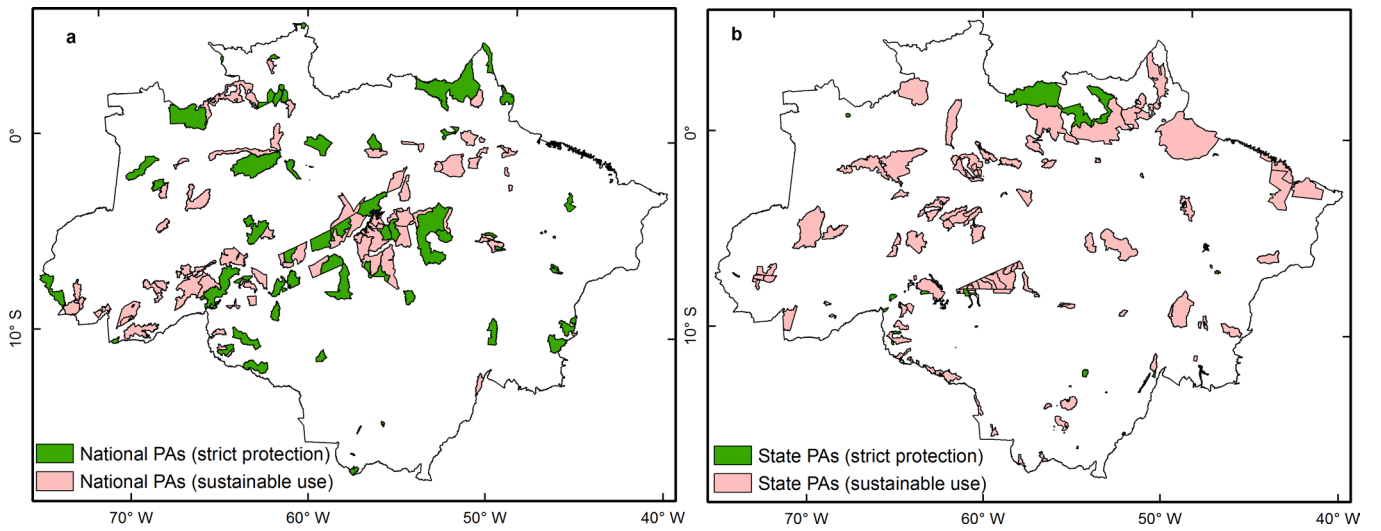 a
0°
10° S
National PAs (strict protection)
National PAs (sustainable use)
70° W
60° W
50° W
40° W
b
0°
10° S
State PAs (strict protection)
State PAs (sustainable use)
70° W
60° W
50° W
40° W